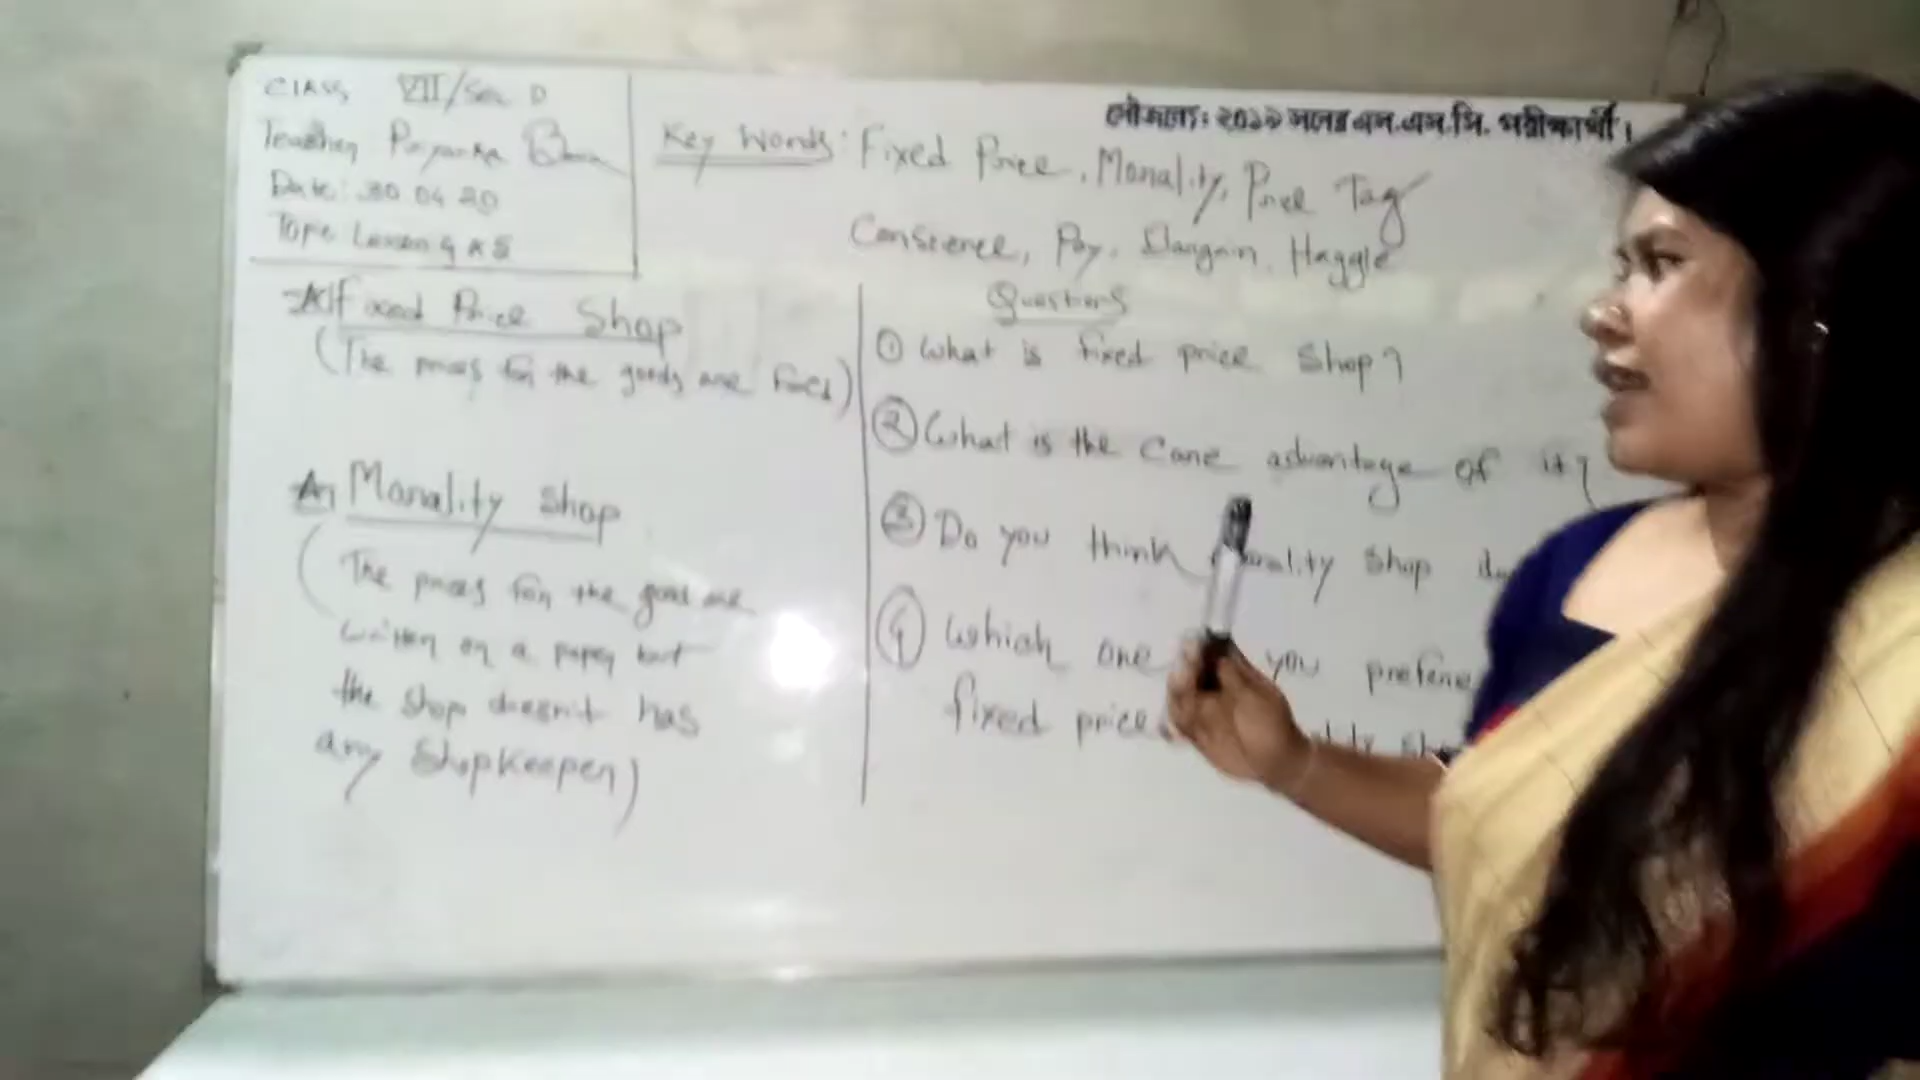 CLASS VII/Sec D
Teacher Priyanka
Date: 30 04 20
Topic Lesson 4 & 5
Key Words: Fixed Price, Morality, Price Tag
Conscience, Pay, Bargain, Haggle
A Fixed Price Shop
(The prices for the goods are fixed)
A Morality Shop
(The prices for the good are
written on a paper but
the shop doesn't has
any Shopkeeper)
Questions
① What is fixed price Shop?
② What is the Core advantage of it?
③ Do you think Morality Shop
④ Which one you
fixed price